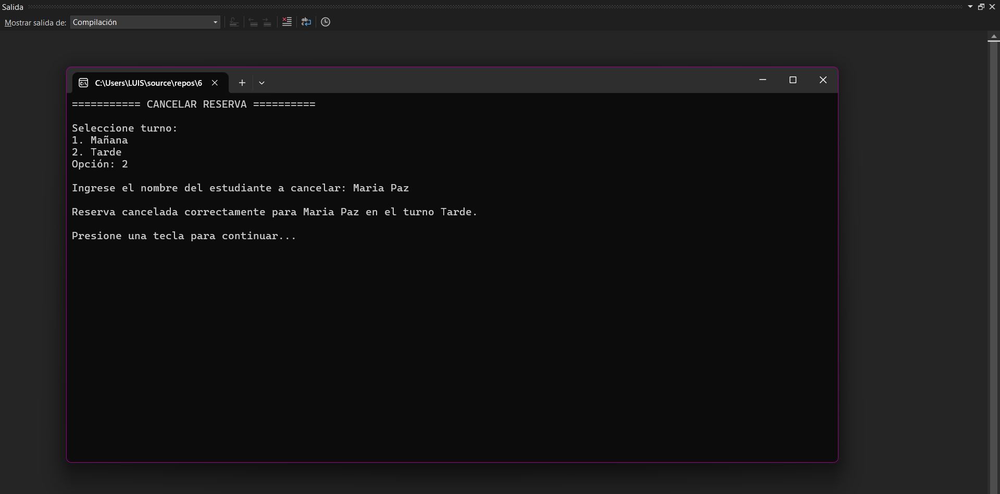 Salida
Mostrar salida de: Compilación
C:\Users\LUIS\source\repos\6
=========== CANCELAR RESERVA ==========
Seleccione turno:
1. Mañana
2. Tarde
Opción: 2
Ingrese el nombre del estudiante a cancelar: Maria Paz
Reserva cancelada correctamente para Maria Paz en el turno Tarde.
Presione una tecla para continuar...